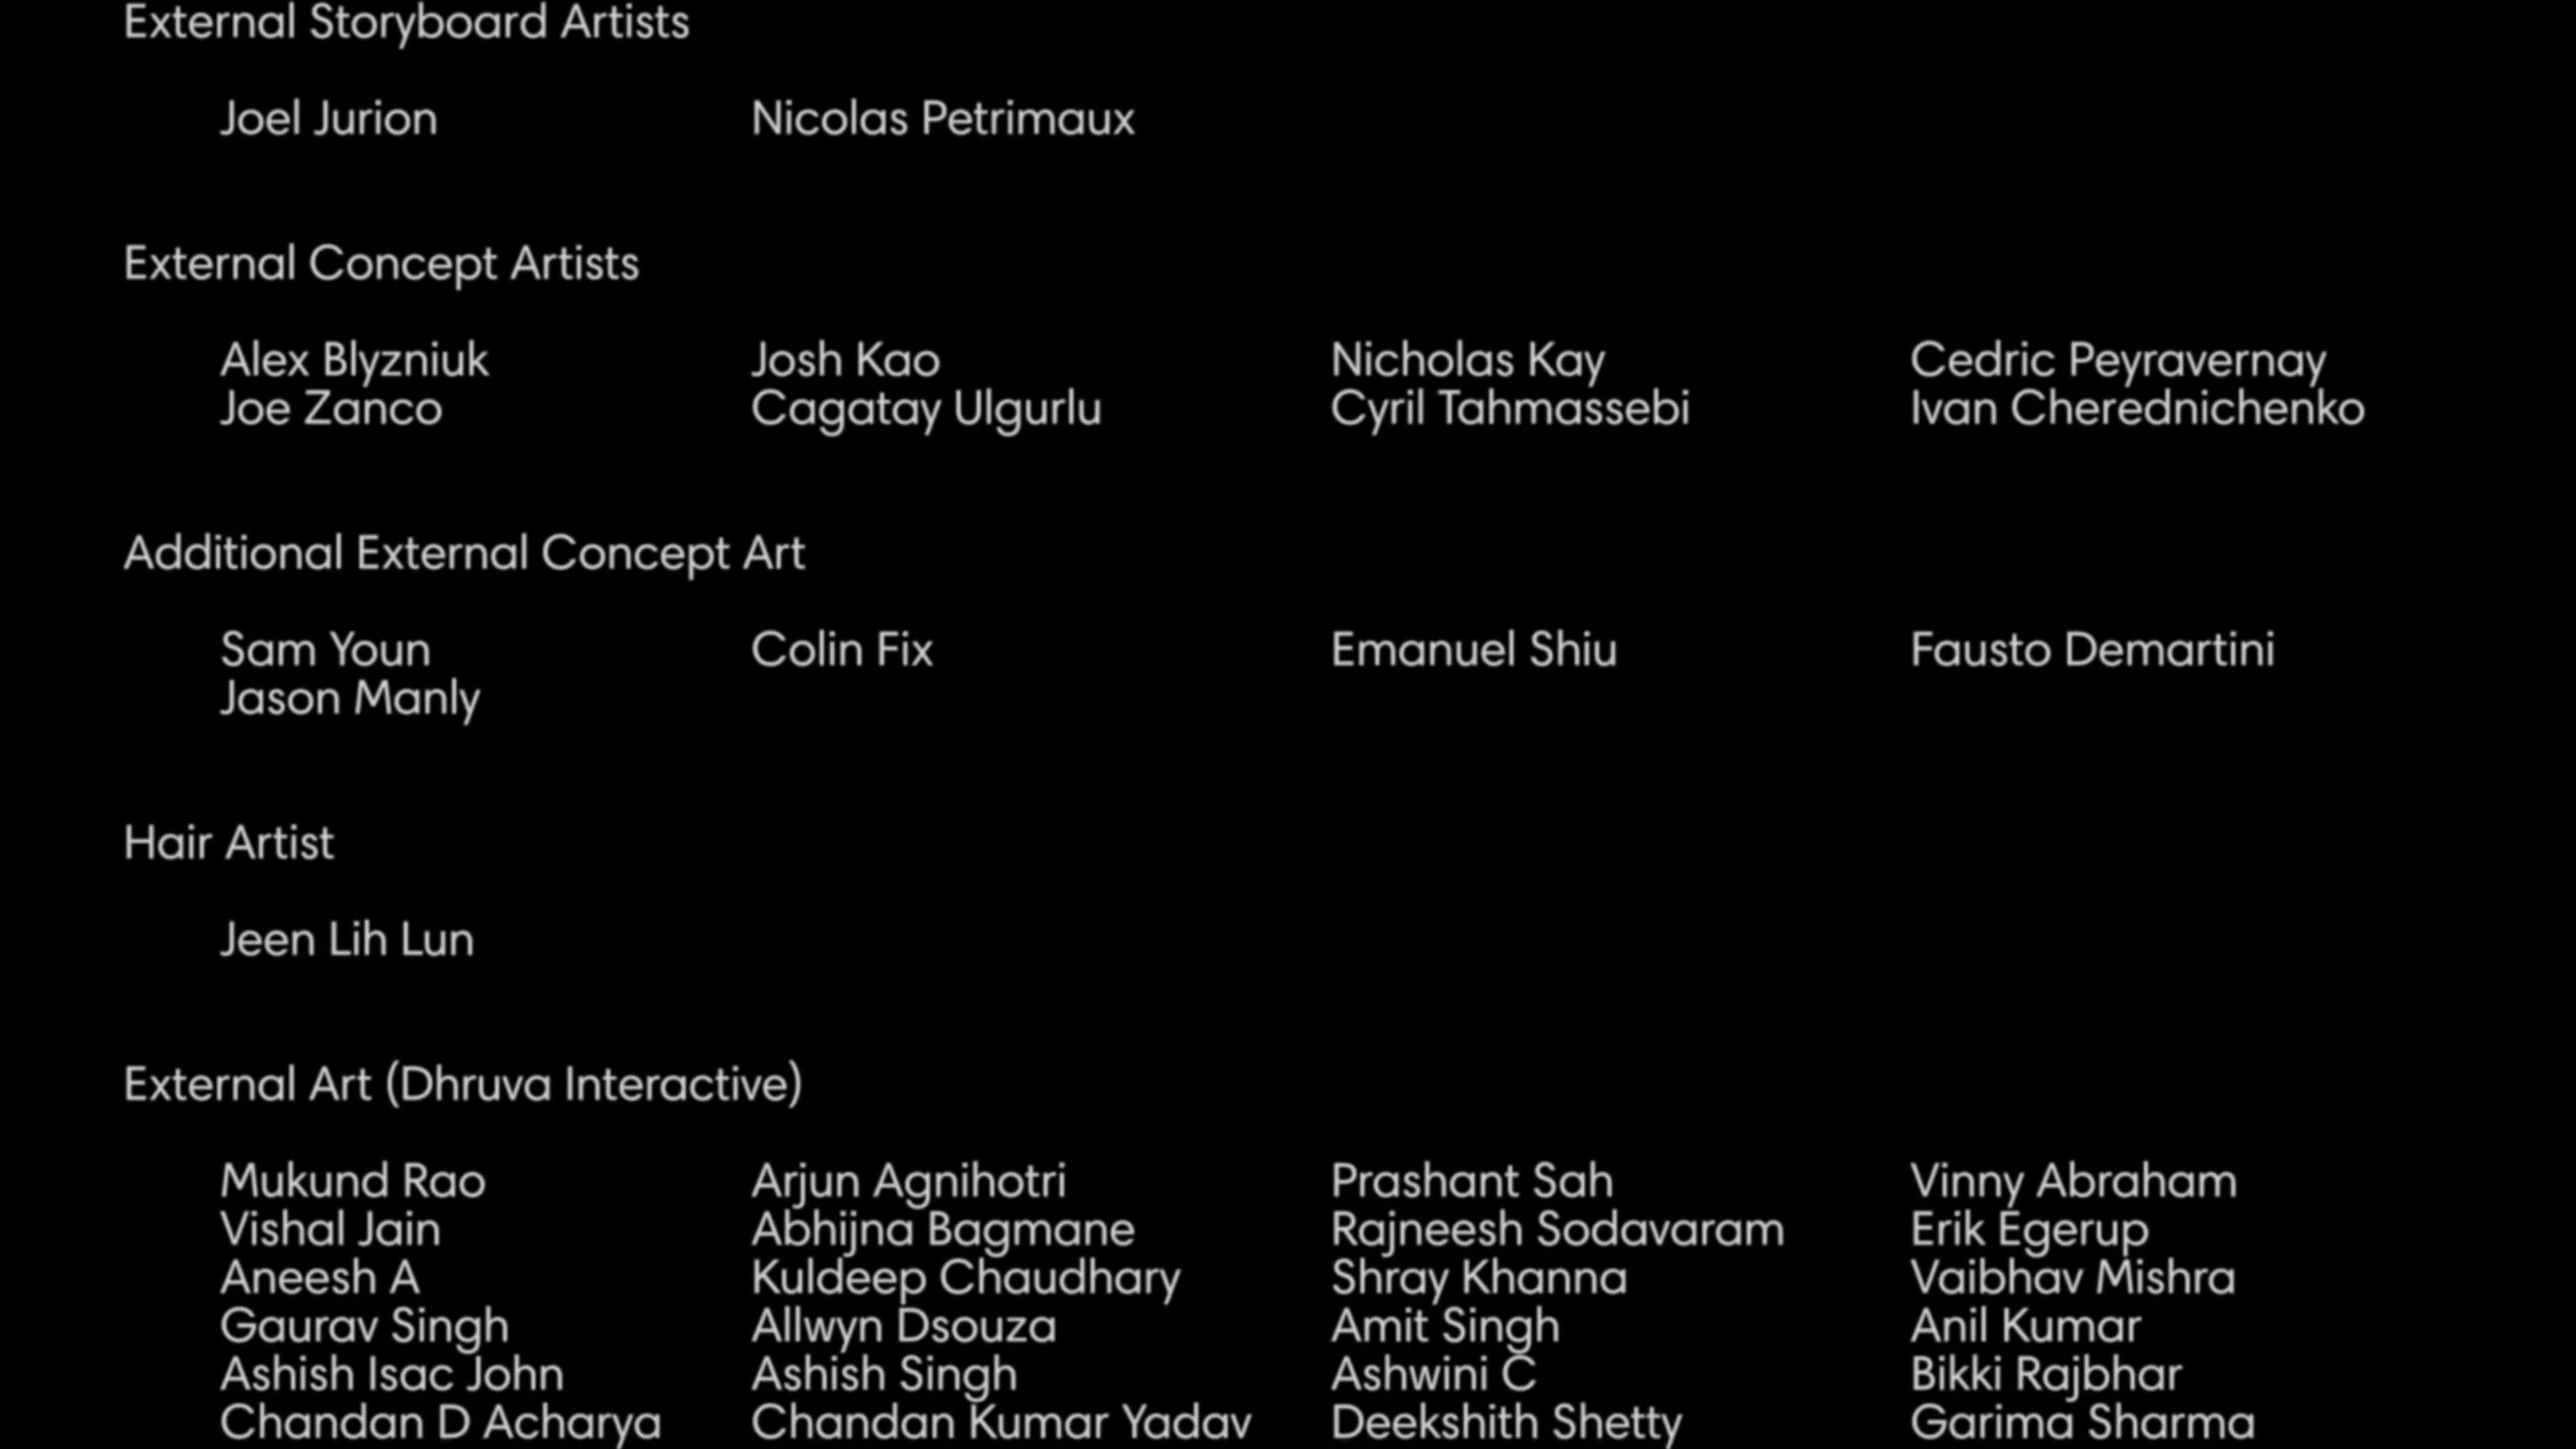 External Storyboard Artists
Joel Jurion Nicolas Petrimaux
External Concept Artists
Alex Blyzniuk Josh Kao Nicholas Kay Cedric Peyravernay
Joe Zanco Cagatay Ulgurlu Cyril Tahmassebi Ivan Cherednichenko
Additional External Concept Art
Sam Youn Colin Fix Emanuel Shiu Fausto Demartini
Jason Manly
Hair Artist
Jeen Lih Lun
External Art (Dhruva Interactive)
Mukund Rao Arjun Agnihotri Prashant Sah Vinny Abraham
Vishal Jain Abhijna Bagmane Rajneesh Sodavaram Erik Egerup
Aneesh A Kuldeep Chaudhary Shray Khanna Vaibhav Mishra
Gaurav Singh Allwyn Dsouza Amit Singh Anil Kumar
Ashish Isac John Ashish Singh Ashwini C Bikki Rajbhar
Chandan D Acharya Chandan Kumar Yadav Deekshith Shetty Garima Sharma